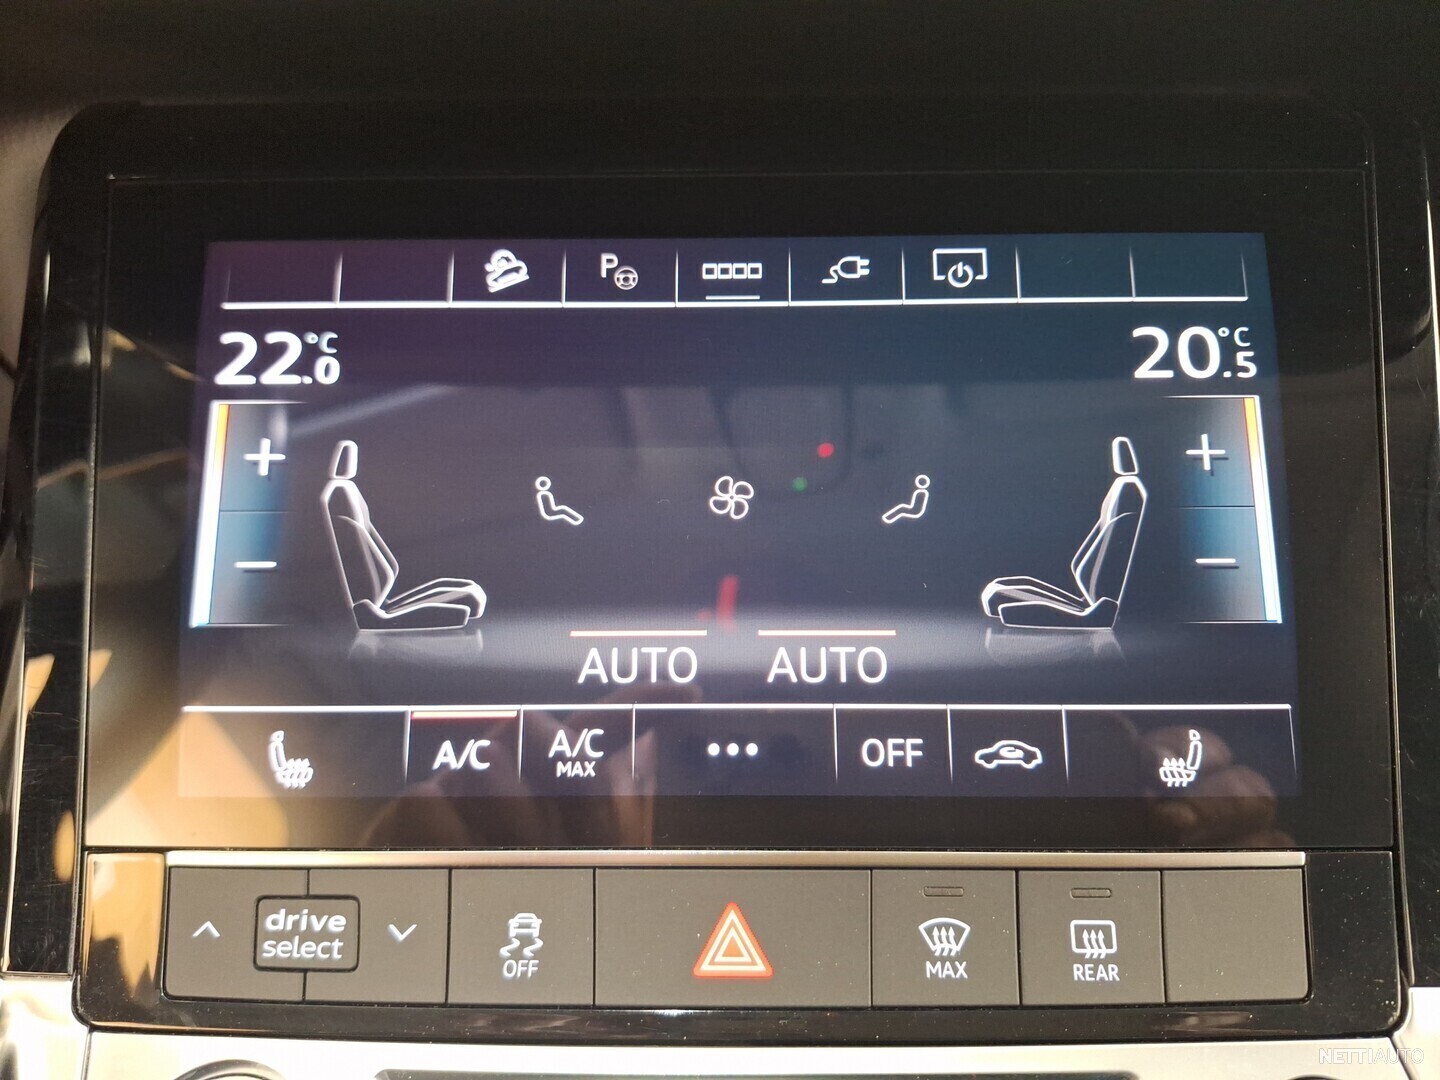 P
22.0 °C
20.5 °C
+
+
−
−
AUTO AUTO
A/C
A/C
MAX
•••
OFF
drive
select
OFF
MAX
REAR
NETTIAUTO